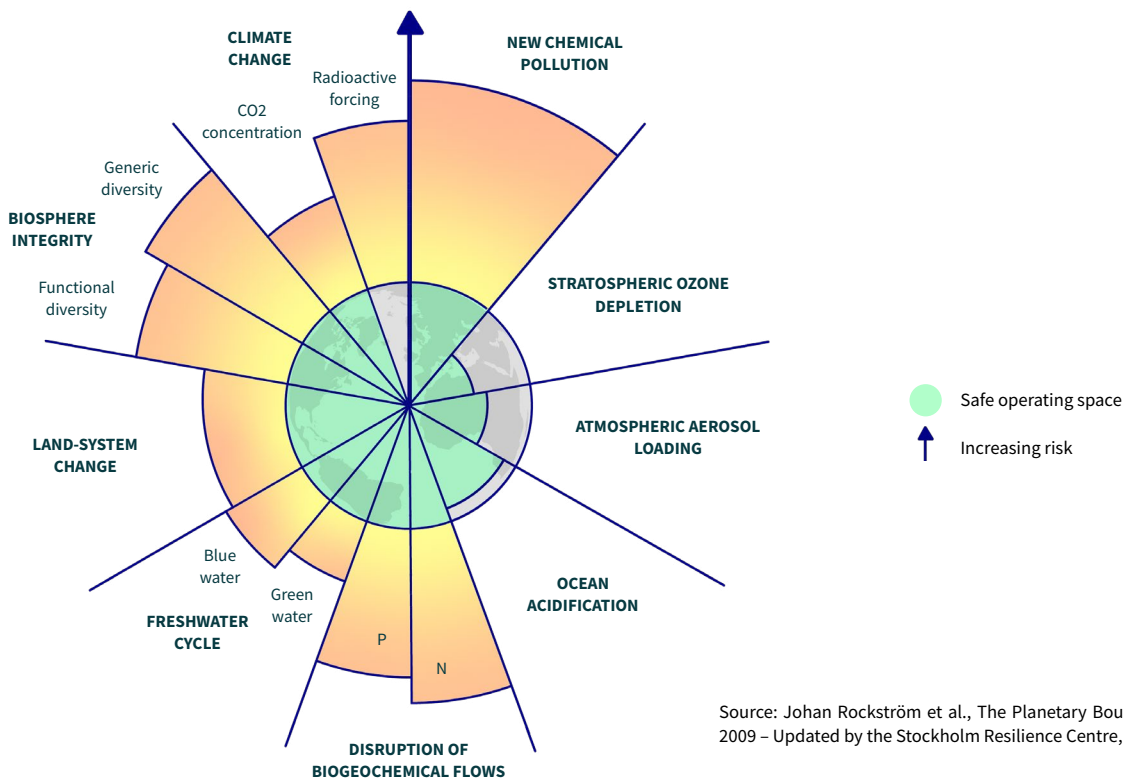 CLIMATE
CHANGE
Radioactive
forcing
CO2
concentration
NEW CHEMICAL
POLLUTION
Generic
diversity
BIOSPHERE
INTEGRITY
Functional
diversity
STRATOSPHERIC OZONE
DEPLETION
ATMOSPHERIC AEROSOL
LOADING
LAND-SYSTEM
CHANGE
Blue
water
Green
water
FRESHWATER
CYCLE
P
N
OCEAN
ACIDIFICATION
DISRUPTION OF
BIOGEOCHEMICAL FLOWS
Safe operating space
Increasing risk
Source: Johan Rockström et al., The Planetary Bou
2009 – Updated by the Stockholm Resilience Centre,